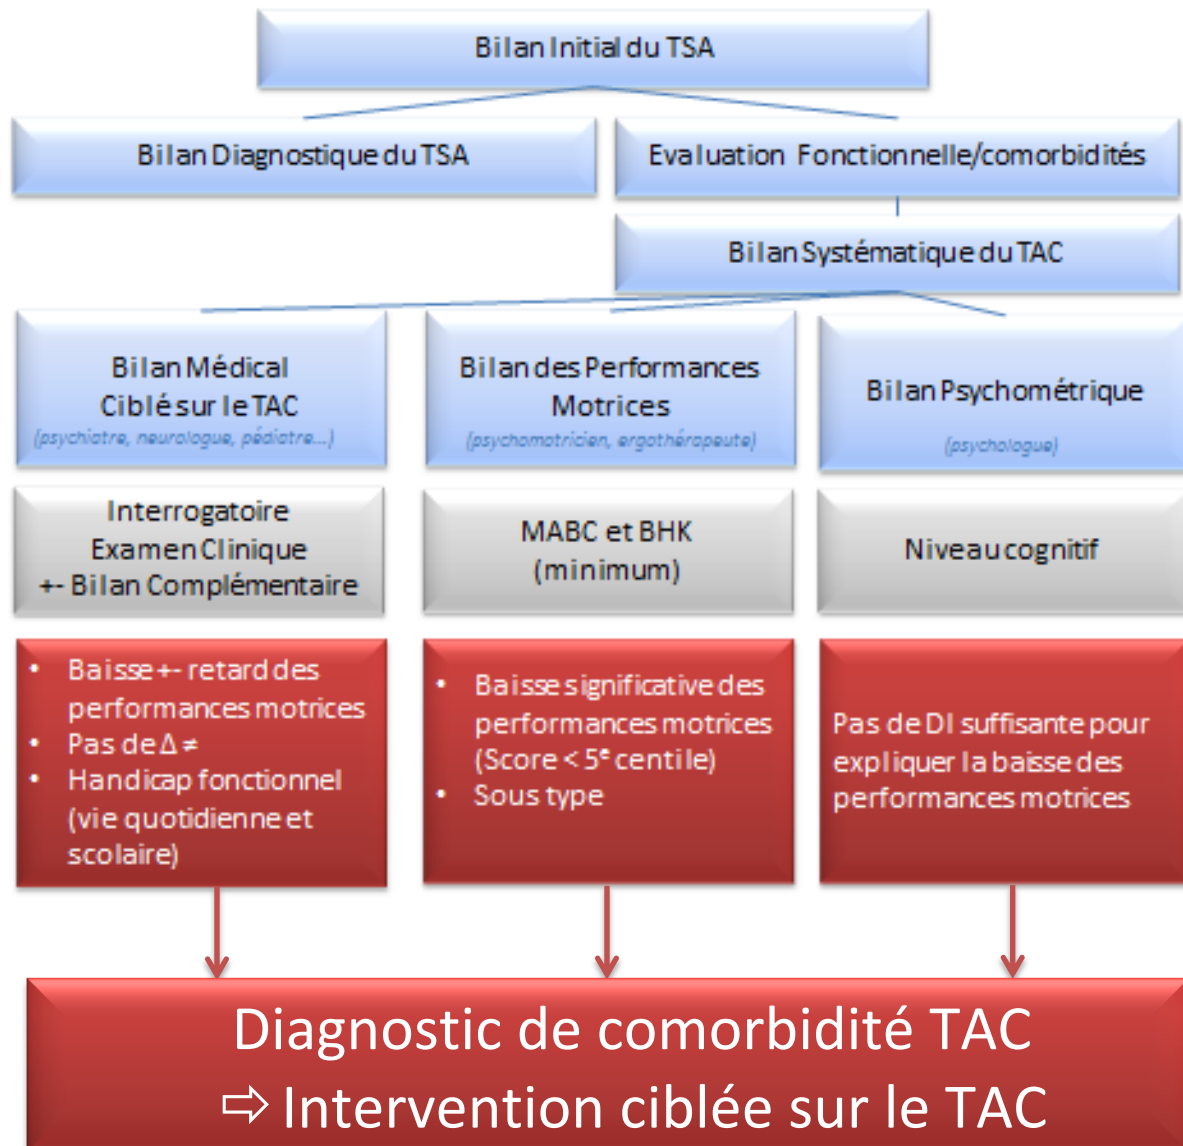 Bilan Initial du TSA
Bilan Diagnostique du TSA
Evaluation Fonctionnelle/comorbidités
Bilan Systématique du TAC
Bilan Médical
Ciblé sur le TAC
(psychiatre, neurologue, pédiatre...)
Bilan des Performances
Motrices
(psychomotricien, ergothérapeute)
Bilan Psychométrique
(psychologue)
Interrogatoire
Examen Clinique
+- Bilan Complémentaire
MABC et BHK
(minimum)
Niveau cognitif
• Baisse +- retard des
performances motrices
• Pas de Δ ≠
• Handicap fonctionnel
(vie quotidienne et
scolaire)
• Baisse significative des
performances motrices
(Score < 5e centile)
• Sous type
Pas de DI suffisante pour
expliquer la baisse des
performances motrices
Diagnostic de comorbidité TAC
⇨ Intervention ciblée sur le TAC